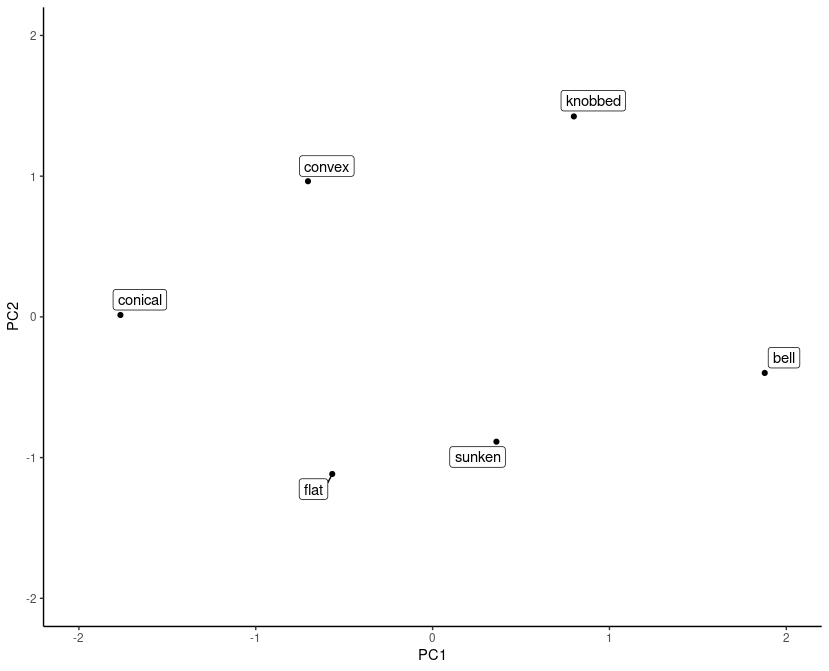 2
knobbed
convex
1
conical
PC2
0
bell
sunken
-1
flat
-2
-2
-1
0
1
2
PC1